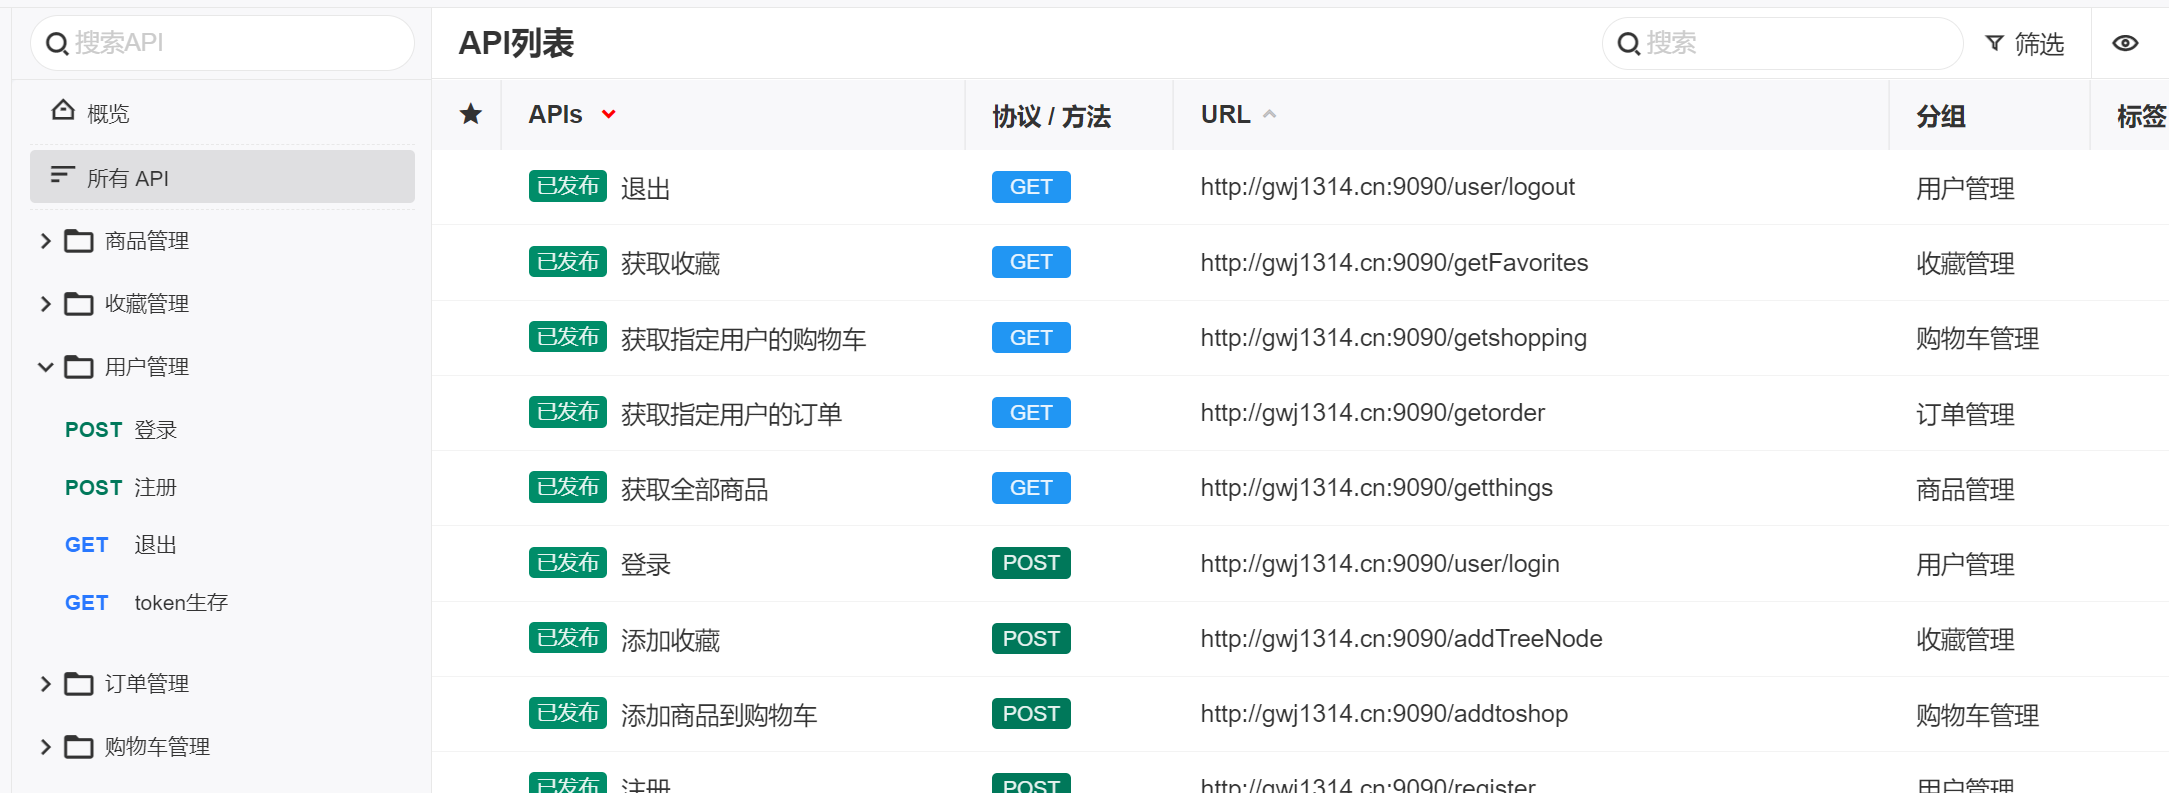 搜索API
概览
所有 API
商品管理
收藏管理
用户管理
POST 登录
POST 注册
GET 退出
GET token生存
订单管理
购物车管理
API列表
搜索
筛选
APIs 协议 / 方法 URL 分组 标签
已发布 退出 GET http://gwj1314.cn:9090/user/logout 用户管理
已发布 获取收藏 GET http://gwj1314.cn:9090/getFavorites 收藏管理
已发布 获取指定用户的购物车 GET http://gwj1314.cn:9090/getshopping 购物车管理
已发布 获取指定用户的订单 GET http://gwj1314.cn:9090/getorder 订单管理
已发布 获取全部商品 GET http://gwj1314.cn:9090/getthings 商品管理
已发布 登录 POST http://gwj1314.cn:9090/user/login 用户管理
已发布 添加收藏 POST http://gwj1314.cn:9090/addTreeNode 收藏管理
已发布 添加商品到购物车 POST http://gwj1314.cn:9090/addtoshop 购物车管理
已发布 注册 POST http://gwj1314.cn:9090/register 用户管理